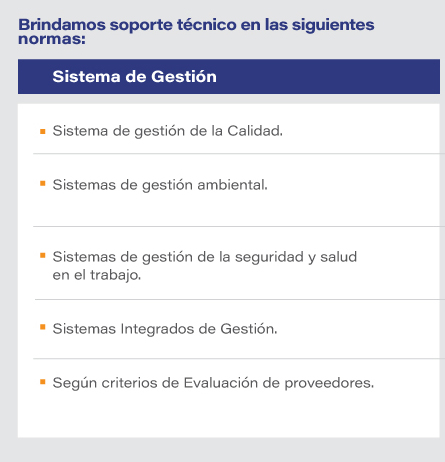 Brindamos soporte técnico en las siguientes
normas:
Sistema de Gestión
Sistema de gestión de la Calidad.
Sistemas de gestión ambiental.
Sistemas de gestión de la seguridad y salud
en el trabajo.
Sistemas Integrados de Gestión.
Según criterios de Evaluación de proveedores.